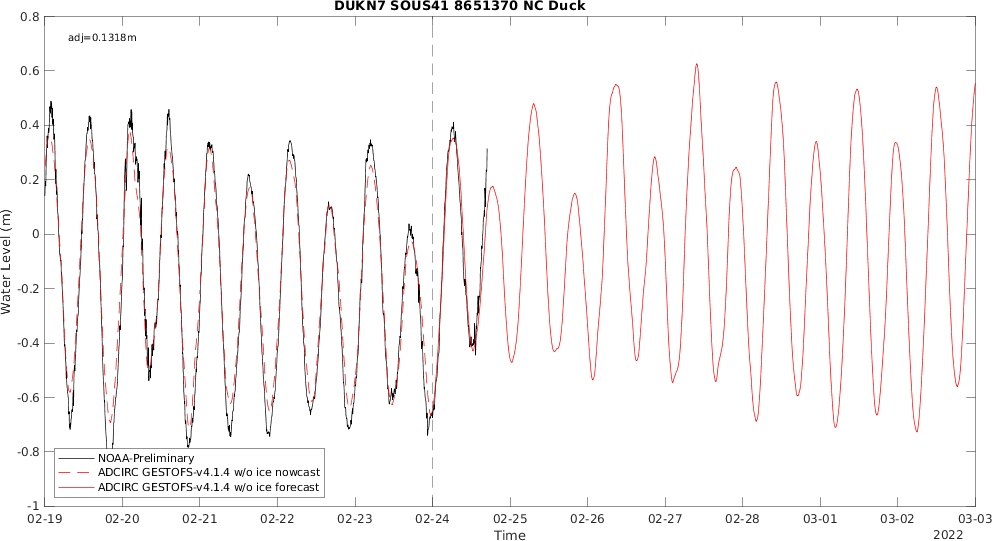 DUKN7 SOUS41 8651370 NC Duck
adj=0.1318m
Water Level (m)
0.8
0.6
0.4
0.2
0
-0.2
-0.4
-0.6
-0.8
-1
NOAA-Preliminary
ADCIRC GESTOFS-v4.1.4 w/o ice nowcast
ADCIRC GESTOFS-v4.1.4 w/o ice forecast
02-19 02-20 02-21 02-22 02-23 02-24 02-25 02-26 02-27 02-28 03-01 03-02 03-03
Time
2022